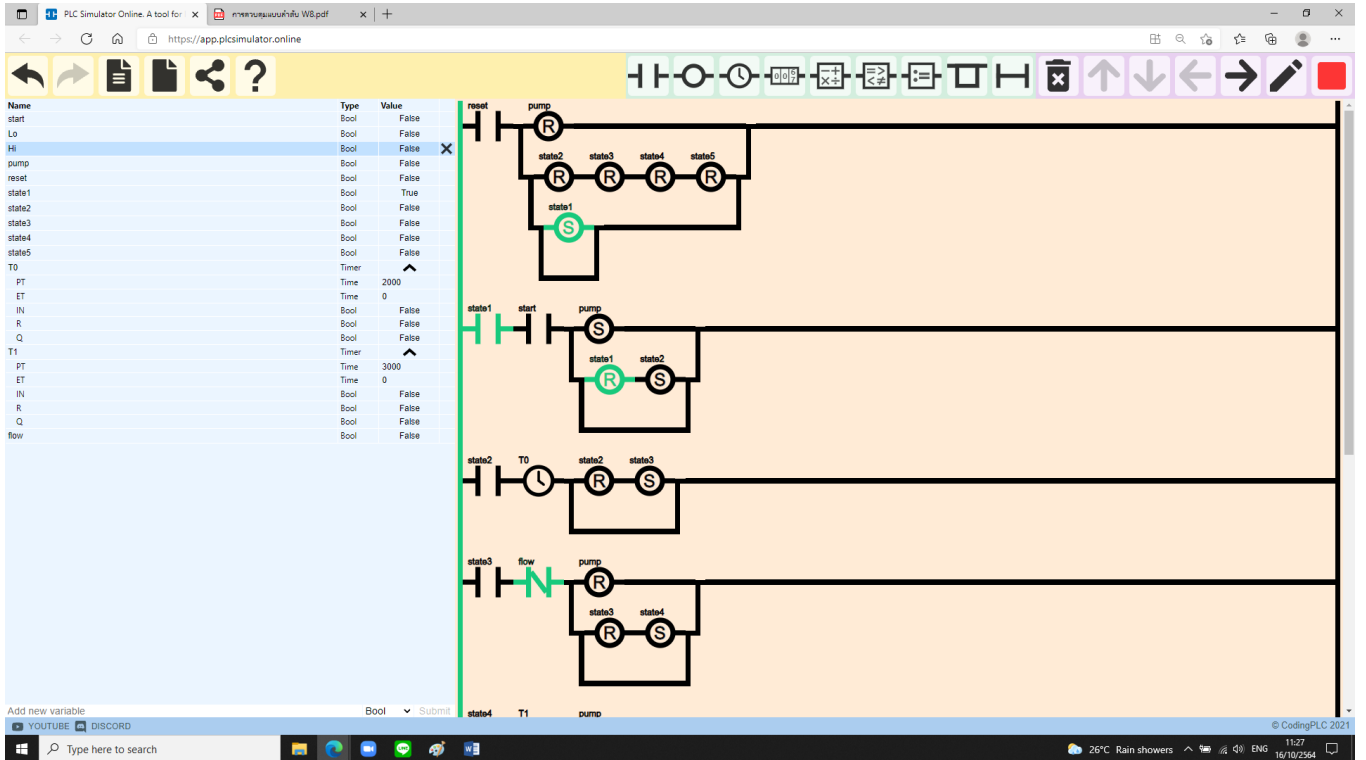 PLC Simulator Online. A tool for
การควบคุมแบบลำดับ W8.pdf
https://app.plcsimulator.online
Name Type Value
start Bool False
Lo Bool False
Hi Bool False
pump Bool False
reset Bool False
state1 Bool True
state2 Bool False
state3 Bool False
state4 Bool False
state5 Bool False
T0 Timer
PT Time 2000
ET Time 0
IN Bool False
R Bool False
Q Bool False
T1 Timer
PT Time 3000
ET Time 0
IN Bool False
R Bool False
Q Bool False
flow Bool False
reset pump
R
state2 state3 state4 state5
R R R R
state1
S
state1 start pump
S
state1 state2
R S
state2 T0 state2 state3
R S
state3 flow pump
R
state3 state4
R S
state4 T1 pump
Add new variable Bool Submit
YOUTUBE DISCORD
© CodingPLC 2021
Type here to search
26°C Rain showers
ENG
11:27
16/10/2564